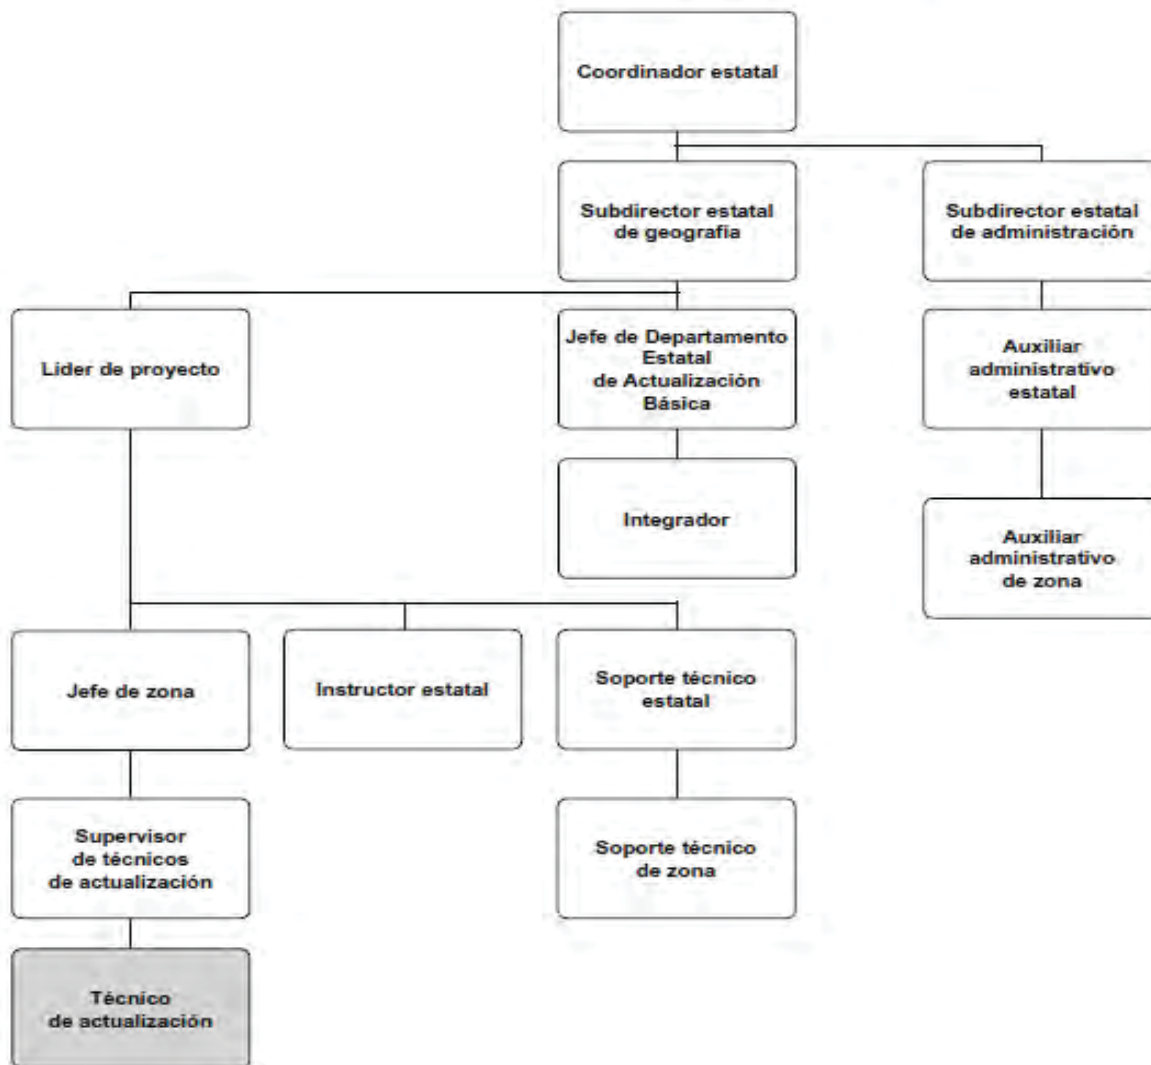 Coordinador estatal
Subdirector estatal
de geografía
Subdirector estatal
de administración
Líder de proyecto
Jefe de Departamento
Estatal
de Actualización
Básica
Auxiliar
administrativo
estatal
Integrador
Auxiliar
administrativo
de zona
Jefe de zona
Instructor estatal
Soporte técnico
estatal
Supervisor
de técnicos
de actualización
Soporte técnico
de zona
Técnico
de actualización